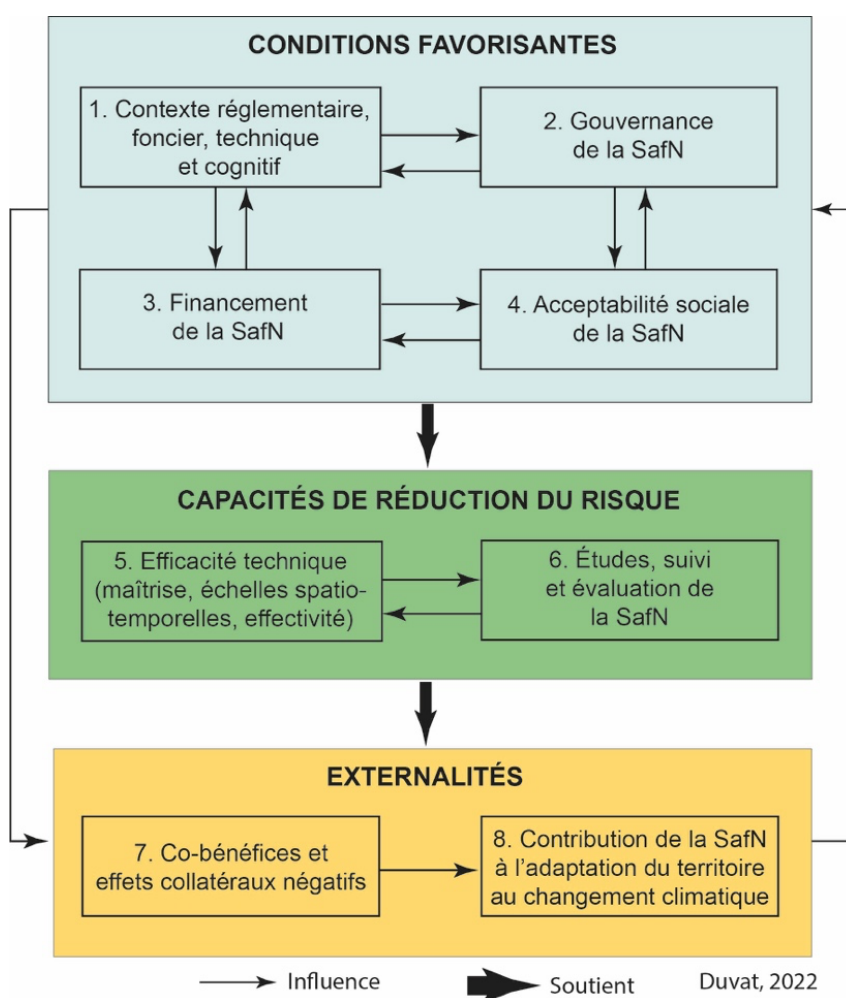 CONDITIONS FAVORISANTES
1. Contexte réglementaire,
foncier, technique
et cognitif
2. Gouvernance
de la SafN
3. Financement
de la SafN
4. Acceptabilité sociale
de la SafN
CAPACITÉS DE RÉDUCTION DU RISQUE
5. Efficacité technique
(maîtrise, échelles spatio-
temporelles, effectivité)
6. Études, suivi
et évaluation de
la SafN
EXTERNALITÉS
7. Co-bénéfices et
effets collatéraux négatifs
8. Contribution de la SafN
à l’adaptation du territoire
au changement climatique
Influence
Soutient
Duvat, 2022